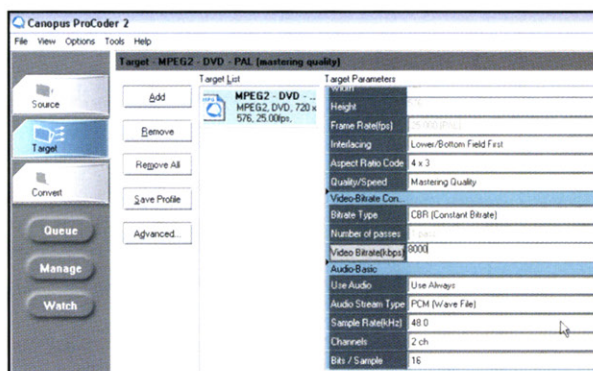 Canopus ProCoder 2
File View Options Tools Help
Target - MPEG2 - DVD - PAL (mastering quality)
Source
Target
Convert
Queue
Manage
Watch
Add
Remove
Remove All
Save Profile
Advanced...
Target List
MPEG2 - DVD - ...
MPEG2, DVD, 720 x
576, 25.00fps,
Target Parameters
Width
Height
Frame Rate(fps)
Interlacing Lower/Bottom Field First
Aspect Ratio Code 4 x 3
Quality/Speed Mastering Quality
Video-Bitrate Con...
Bitrate Type CBR (Constant Bitrate)
Number of passes
Video Bitrate(kbps) 8000
Audio-Basic
Use Audio Use Always
Audio Stream Type PCM (Wave File)
Sample Rate(kHz) 48.0
Channels 2 ch
Bits / Sample 16